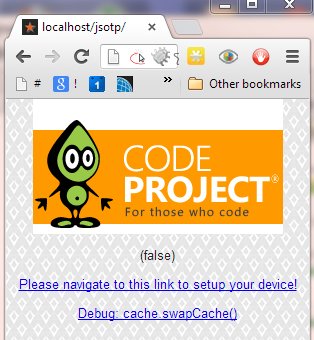 localhost/jsotp/
#
g !
» Other bookmarks
CODE
PROJECT®
For those who code
(false)
Please navigate to this link to setup your device!
Debug: cache.swapCache()